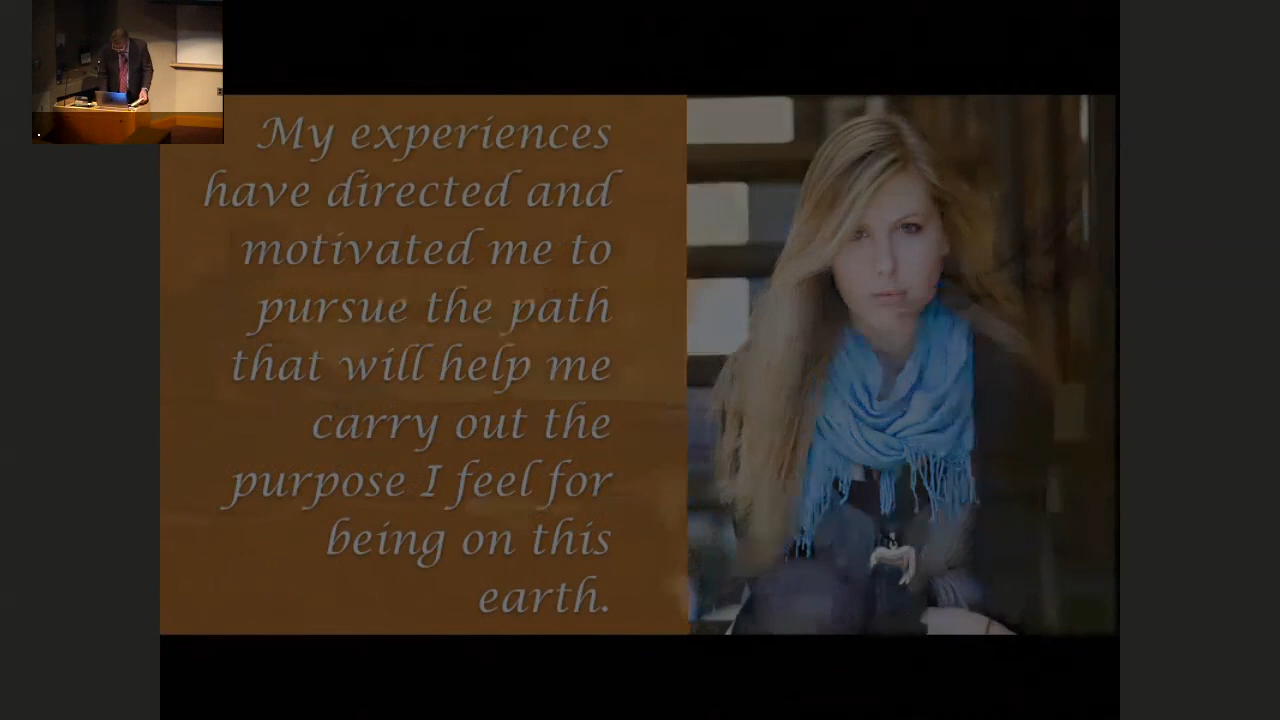 My experiences
have directed and
motivated me to
pursue the path
that will help me
carry out the
purpose I feel for
being on this
earth.